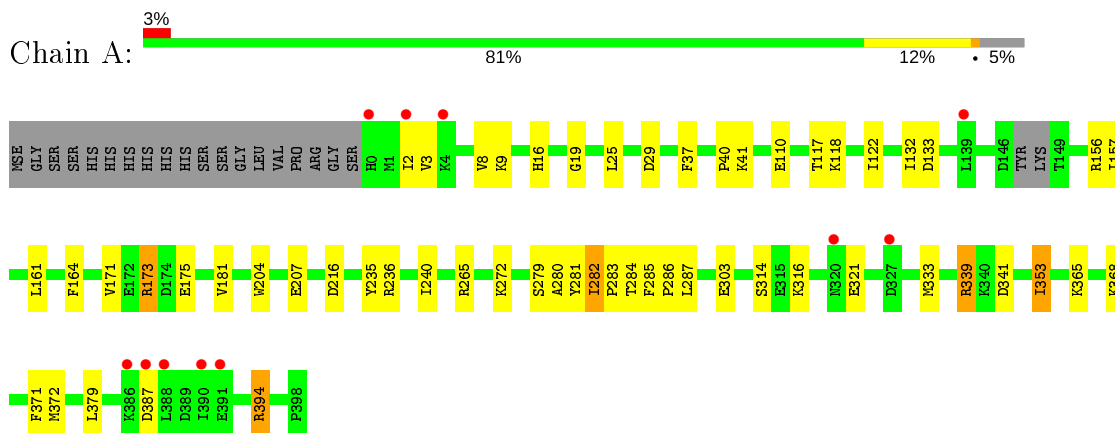 3%
Chain A:
81% 12% • 5%
MSE GLY SER SER HIS HIS HIS HIS HIS HIS SER SER GLY LEU VAL PRO ARG GLY SER H0 M1 I2 V3 K4 V8 K9 H16 G19 L25 D29 F37 P40 K41 E110 T117 K118 I122 I132 D133 L139 D146 TYR LYS T149 R156 I157
L161 F164 V171 E172 R173 D174 E175 V181 W204 E207 D216 Y235 R236 I240 R265 K272 S279 A280 Y281 I282 P283 T284 F285 P286 L287 E303 S314 E315 K316 N320 E321 D327 M333 R339 K340 D341 I353 K365 K368
F371 M372 L379 K386 D387 L388 D389 I390 E391 R394 P398